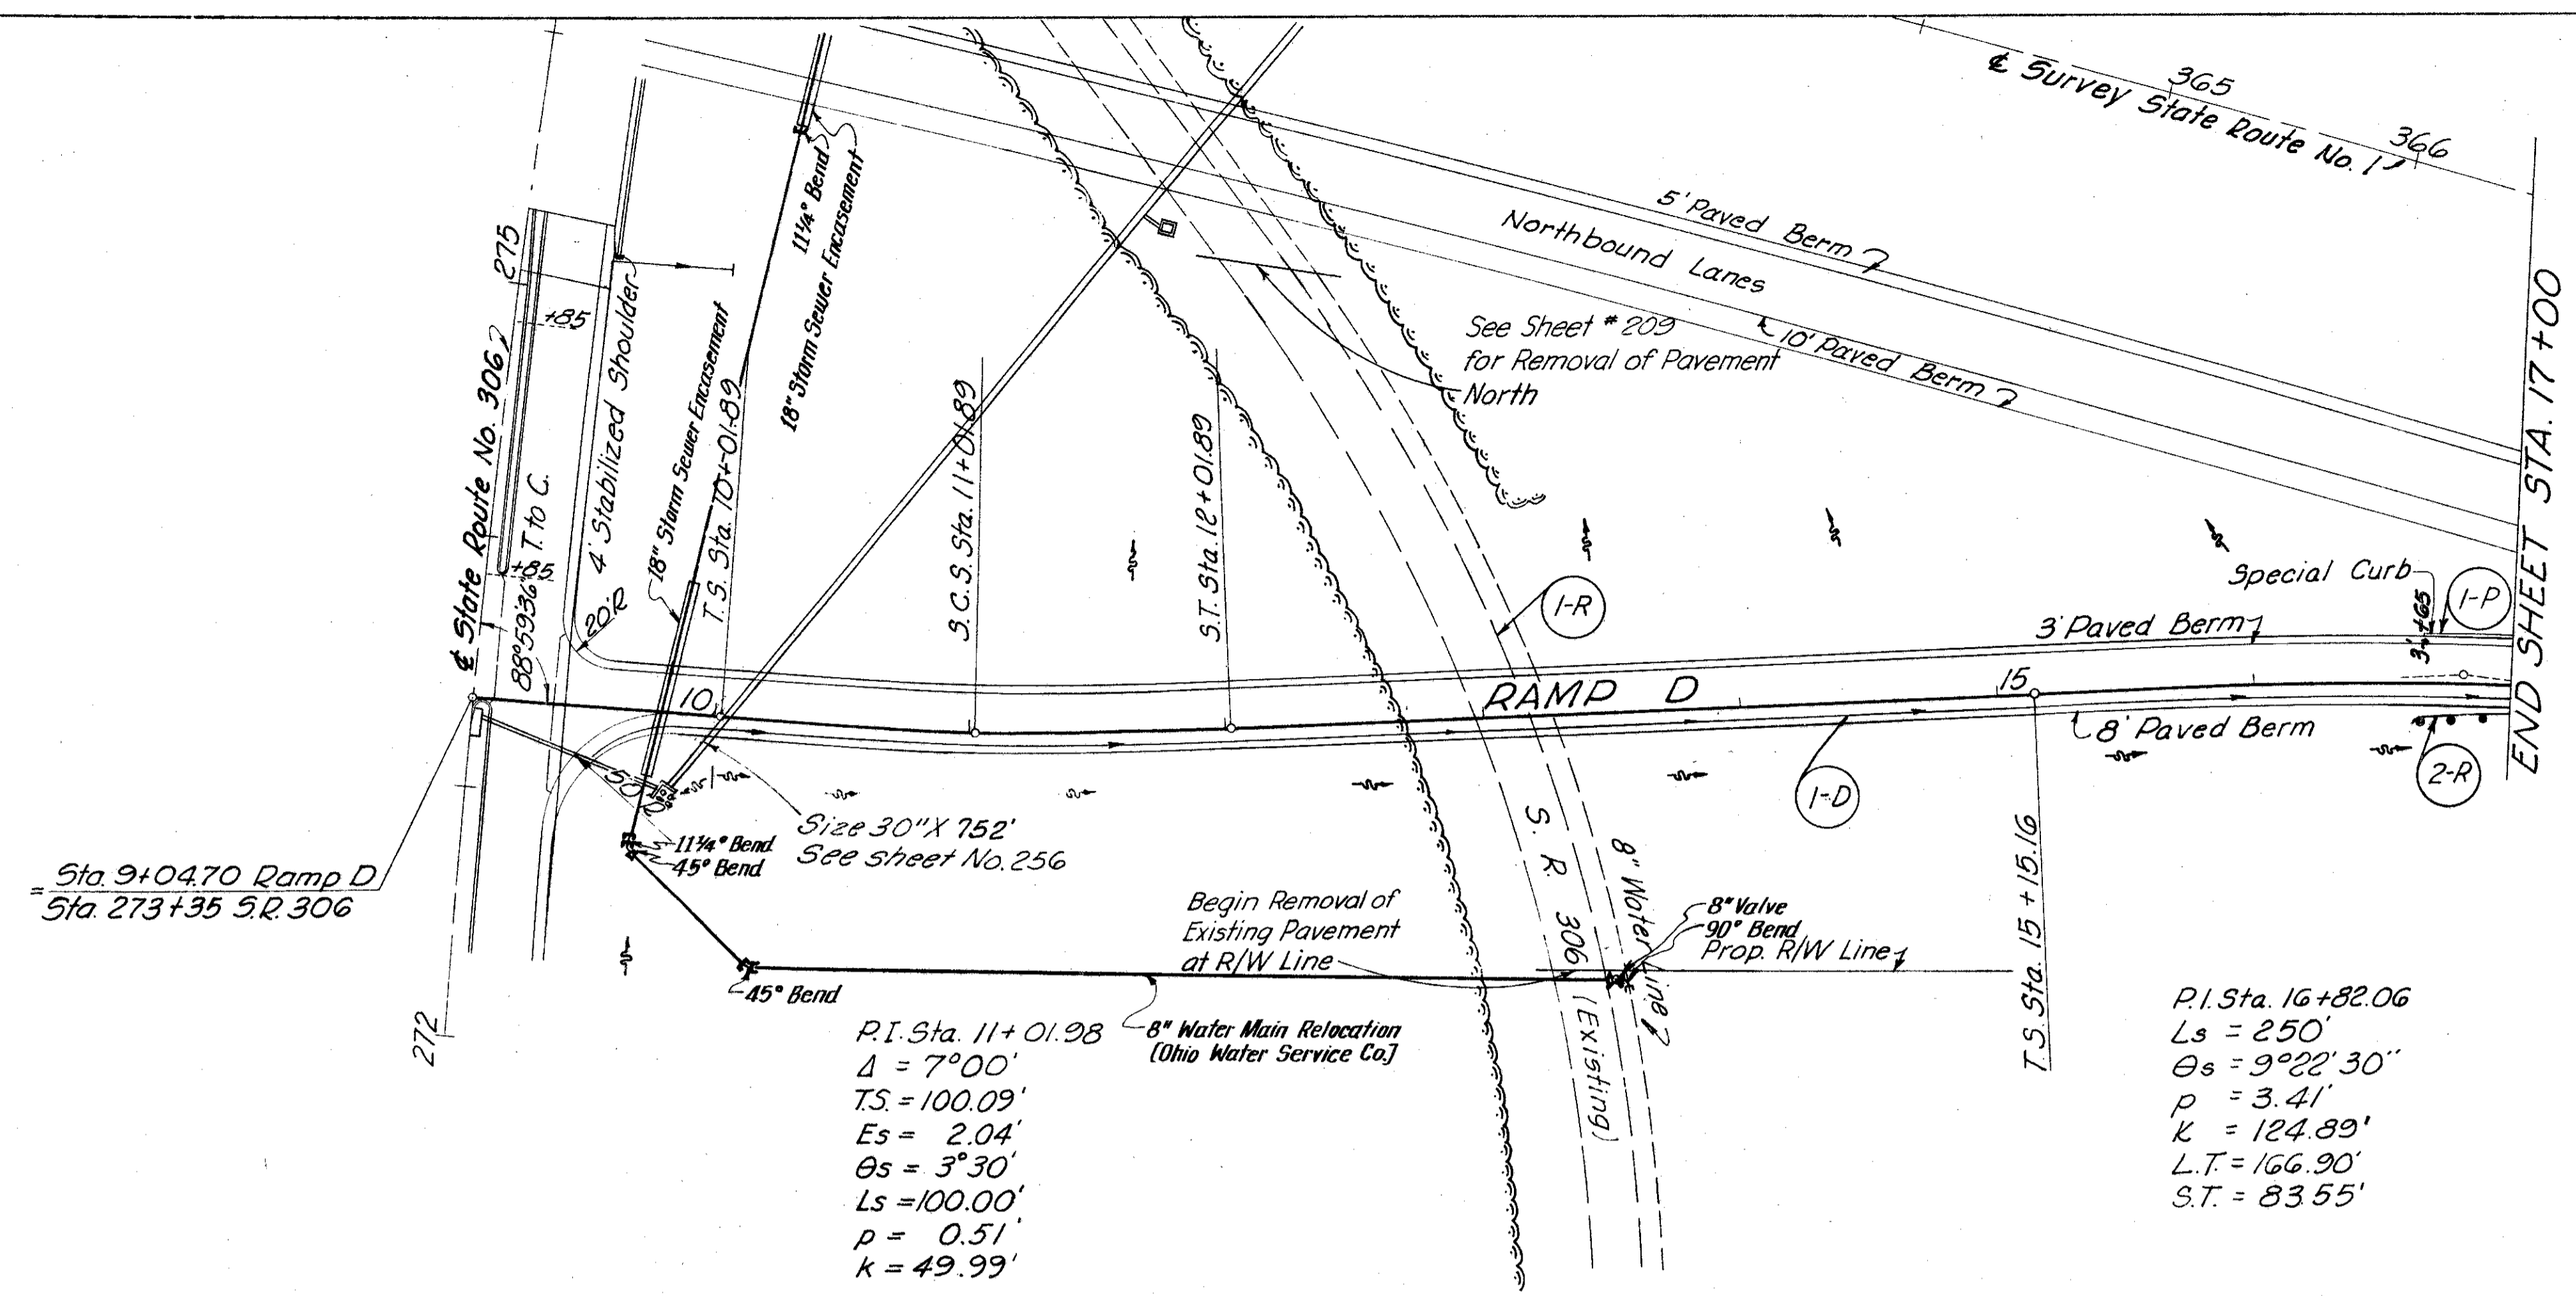 365
366
℄ Survey State Route No. 1
5' Paved Berm
Northbound Lanes
10' Paved Berm
See Sheet # 209
for Removal of Pavement
North
END SHEET STA. 17+00
275
+85
℄ State Route No. 306
4' Stabilized Shoulder
11¼° Bend
18" Storm Sewer Encasement
18" Storm Sewer Encasement
T.S. Sta. 10+01.89
S.C.S. Sta. 11+01.89
S.T. Sta. 12+01.89
+85
88°59'36" T. to C.
20'R
Special Curb
1-P
1-R
3'
+65
3' Paved Berm
10
RAMP D
15
8' Paved Berm
2-R
1-D
50'R
11¼° Bend
45° Bend
Size 30" X 752'
See sheet No. 256
= Sta. 9+04.70 Ramp D
Sta. 273+35 S.R. 306
S. R. 306 (Existing)
8" Water Line
Begin Removal of
Existing Pavement
at R/W Line
8" Valve
90° Bend
Prop. R/W Line
T.S. Sta. 15+15.16
45° Bend
8" Water Main Relocation
(Ohio Water Service Co.)
272
P.I. Sta. 11+01.98
Δ = 7°00'
T.S. = 100.09'
Es = 2.04'
θs = 3°30'
Ls = 100.00'
p = 0.51'
k = 49.99'
P.I. Sta. 16+82.06
Ls = 250'
θs = 9°22'30"
p = 3.41'
K = 124.89'
L.T. = 166.90'
S.T. = 83.55'